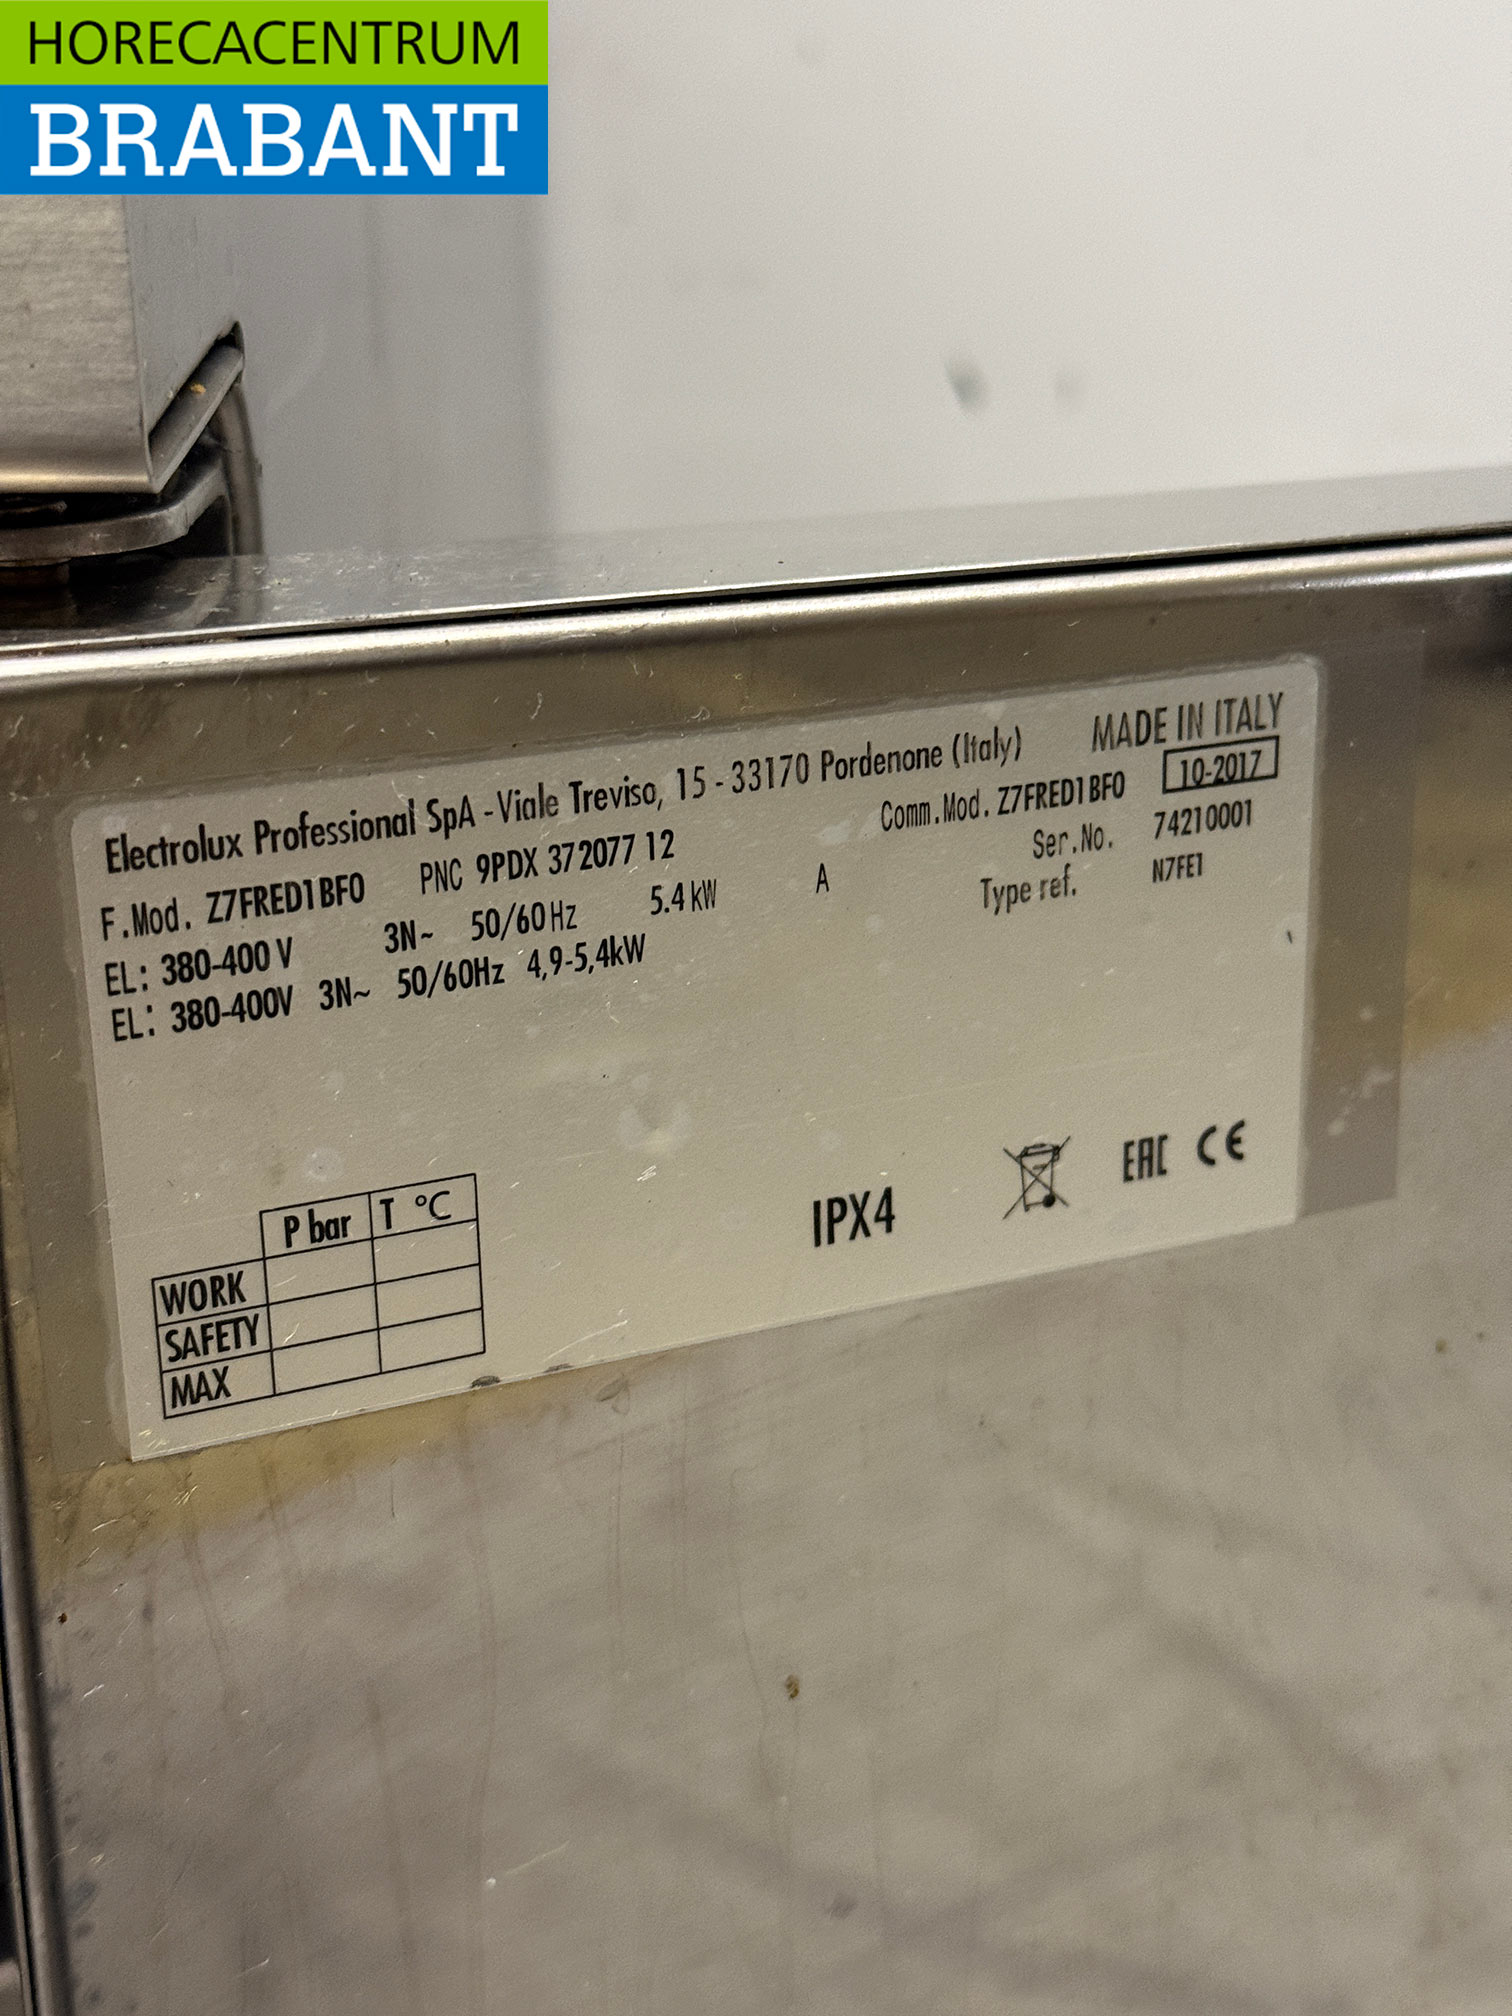 HORECACENTRUM
BRABANT
Electrolux Professional SpA - Viale Treviso, 15 - 33170 Pordenone (Italy) MADE IN ITALY
F.Mod. Z7FRED1BF0 PNC 9PDX 372077 12 Comm.Mod. Z7FRED1BF0 10-2017
EL: 380-400 V 3N~ 50/60Hz 5.4 kW A Ser.No. 74210001
EL: 380-400V 3N~ 50/60Hz 4,9-5,4kW Type ref. N7FE1
P bar T °C
WORK
SAFETY
MAX
IPX4 EAC CE